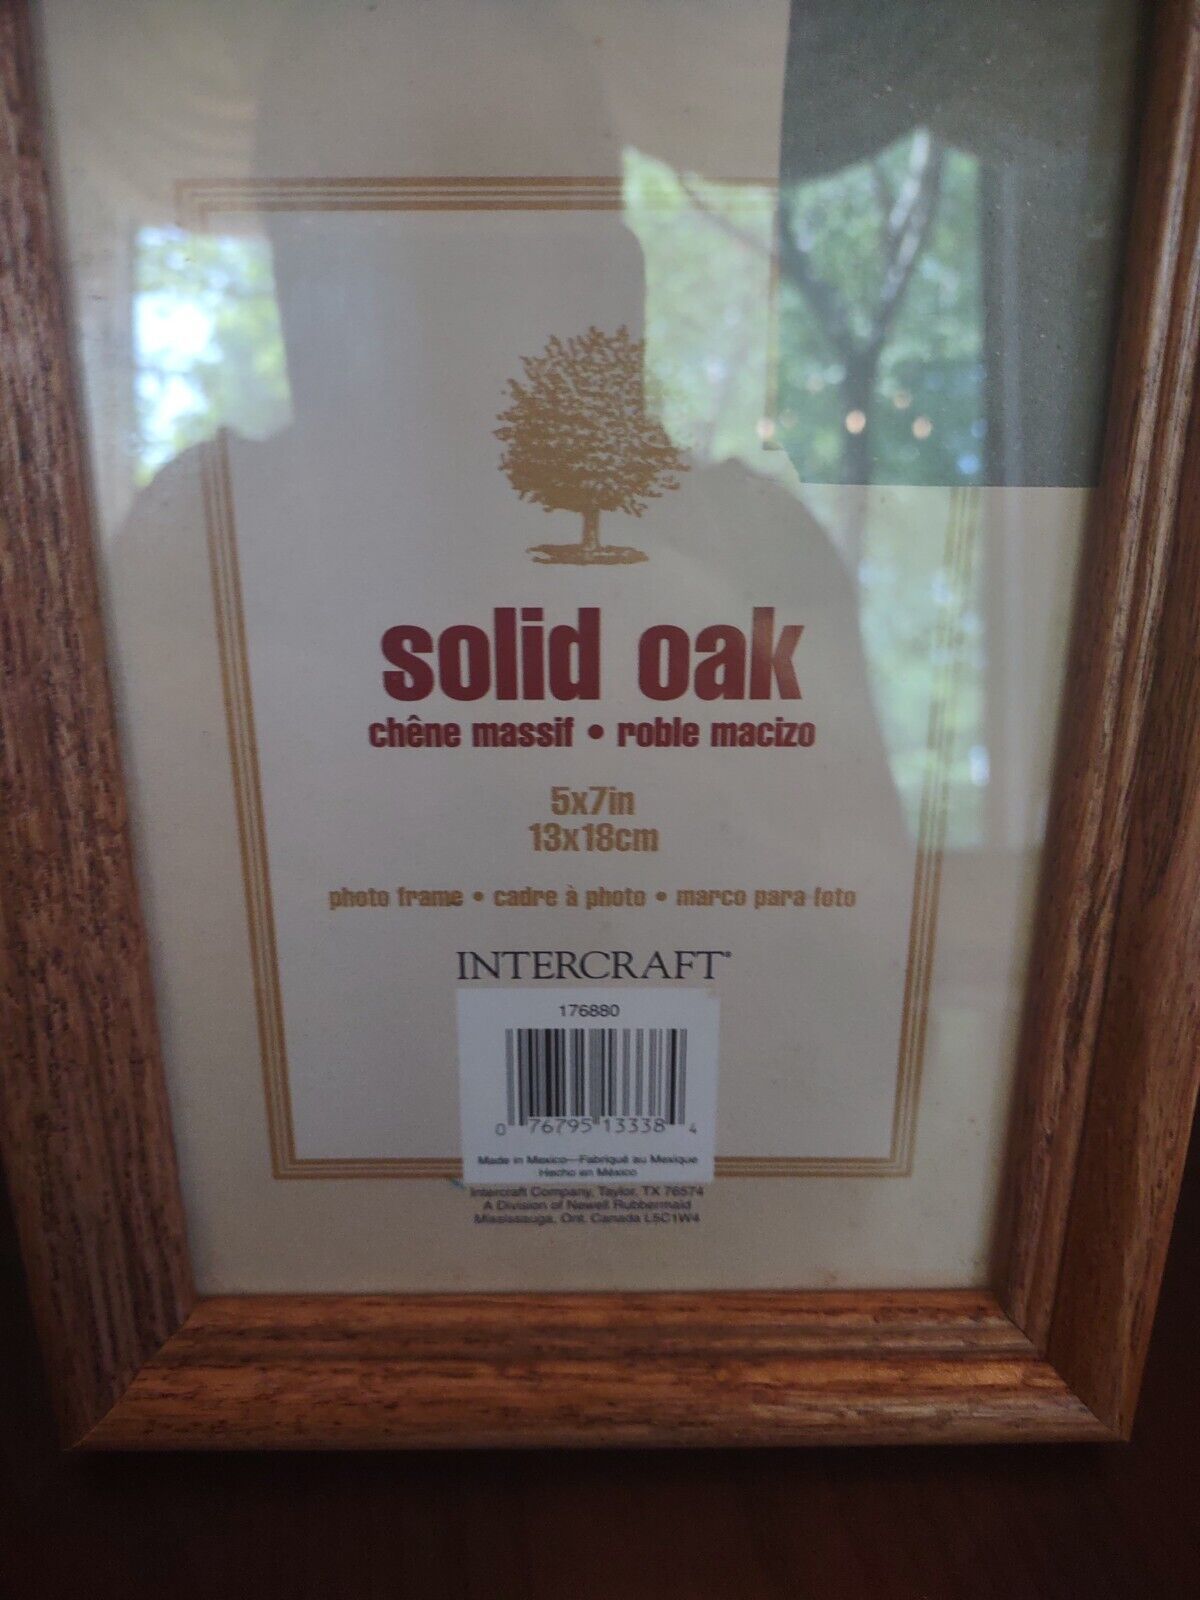 solid oak
chêne massif • roble macizo
5x7in
13x18cm
photo frame • cadre à photo • marco para foto
INTERCRAFT®
176880
0 76795 13338 4
Made in Mexico—Fabriqué au Mexique
Hecho en México
Intercraft Company, Taylor, TX 76574
A Division of Newell Rubbermaid
Mississauga, Ont. Canada L5C1W4